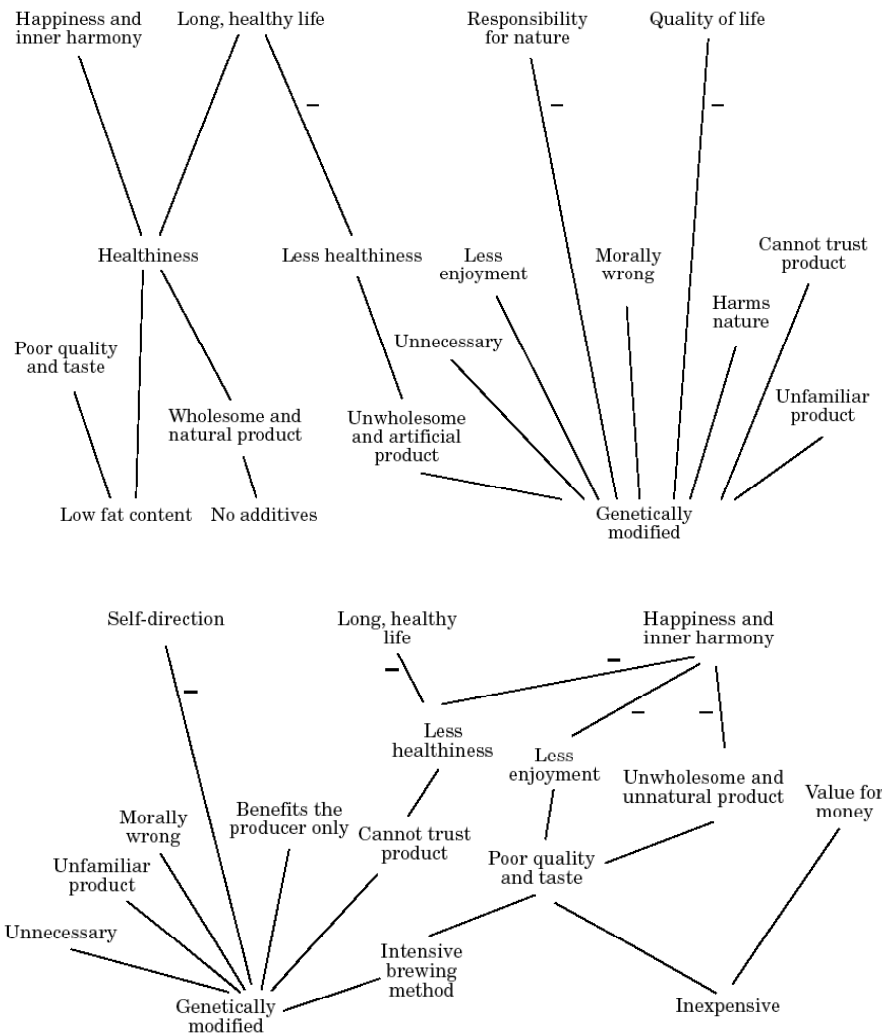 Happiness and
inner harmony
Long, healthy life
Responsibility
for nature
Quality of life
–
–
–
Healthiness
Less healthiness
Less
enjoyment
Morally
wrong
Cannot trust
product
Harms
nature
Unnecessary
Poor quality
and taste
Unfamiliar
product
Wholesome and
natural product
Unwholesome
and artificial
product
Low fat content
No additives
Genetically
modified
Self-direction
Long, healthy
life
Happiness and
inner harmony
–
–
–
–
–
Less
healthiness
Less
enjoyment
Unwholesome and
unnatural product
Value for
money
Morally
wrong
Benefits the
producer only
Cannot trust
product
Unfamiliar
product
Poor quality
and taste
Unnecessary
Intensive
brewing
method
Genetically
modified
Inexpensive